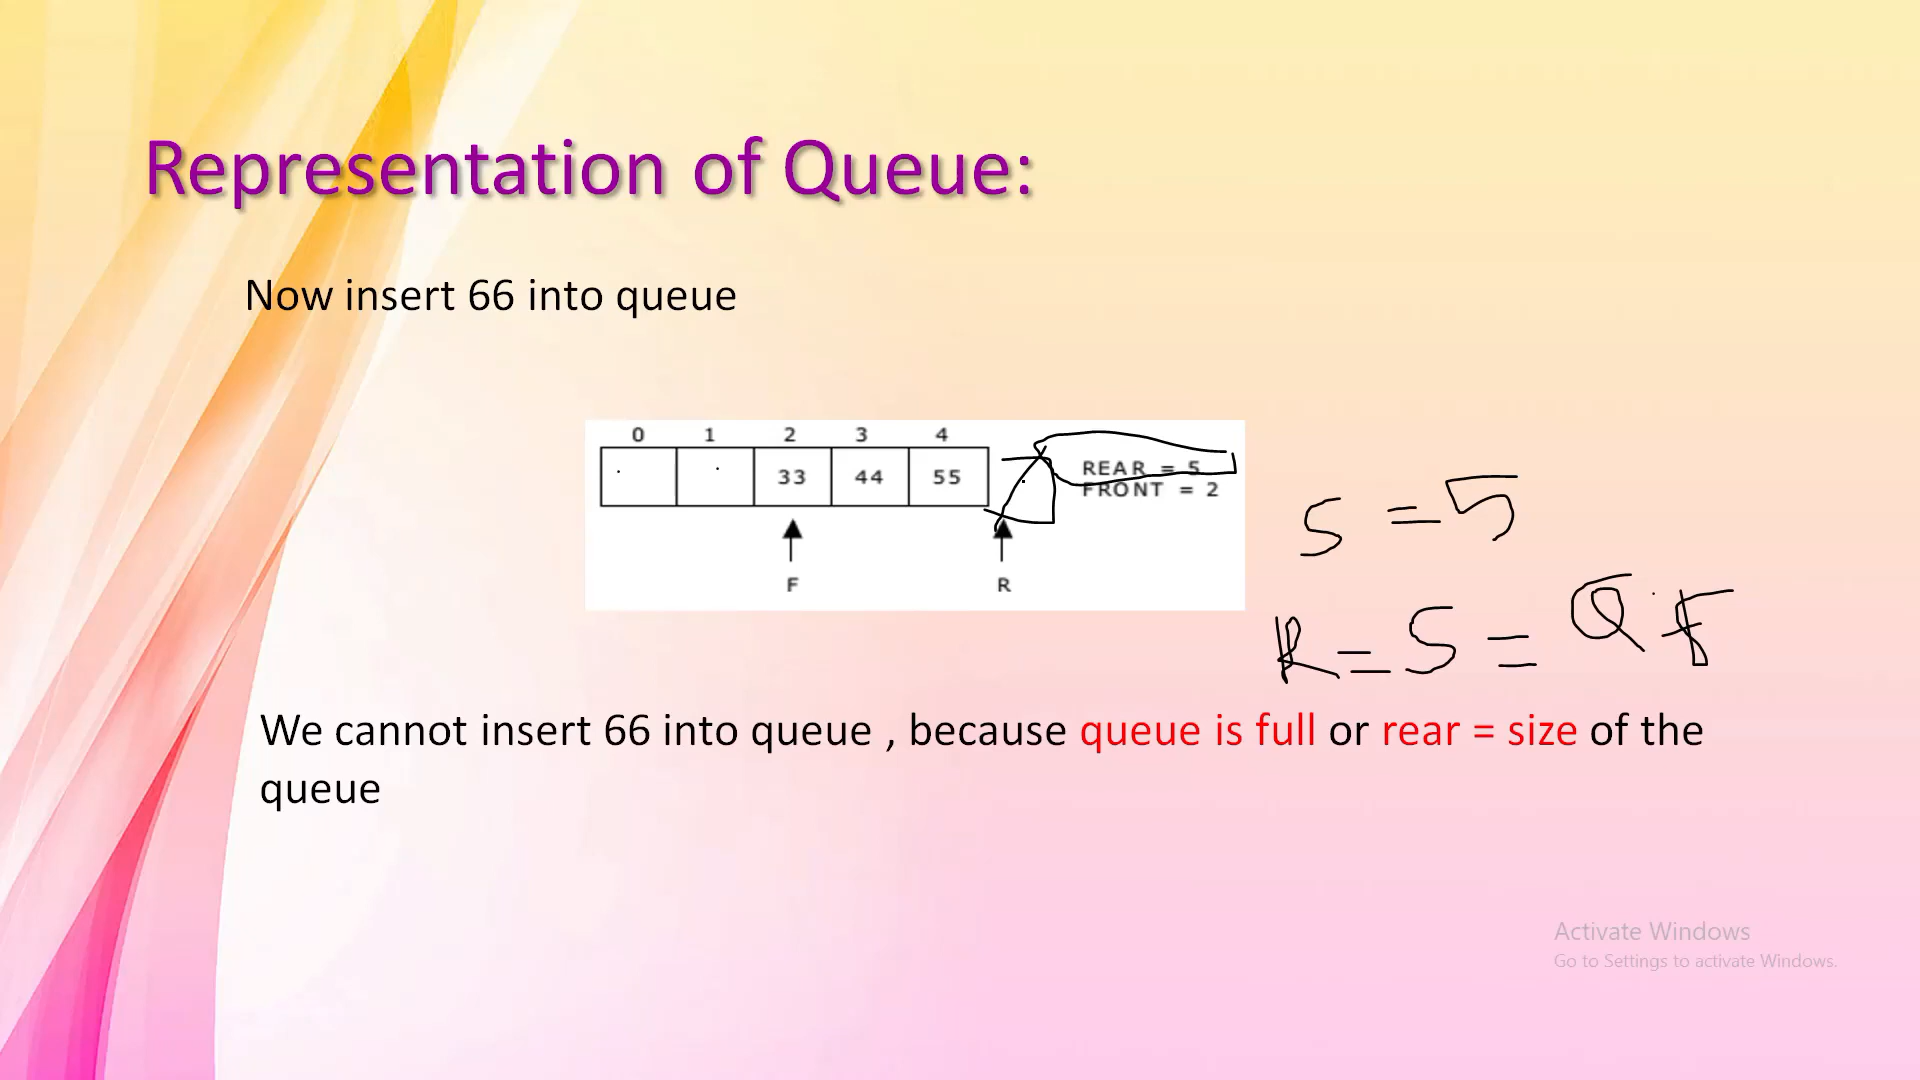 Representation of Queue:
Now insert 66 into queue
0 1 2 3 4
33 44 55
REAR = 5
FRONT = 2
F R
S = 5
R = S = QF
We cannot insert 66 into queue , because queue is full or rear = size of the
queue
Activate Windows
Go to Settings to activate Windows.